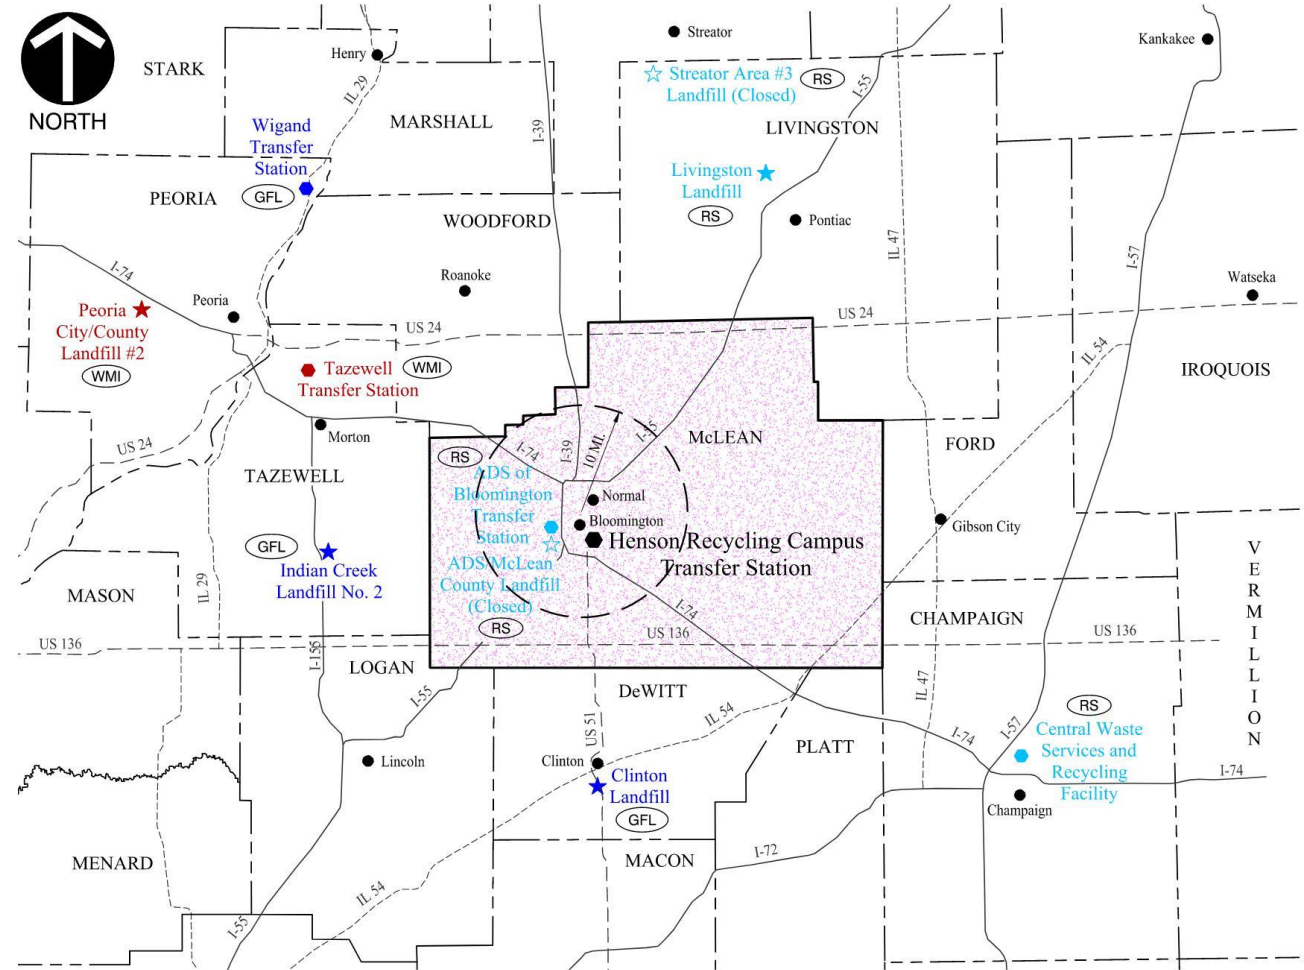 NORTH
STARK
Henry
IL 29
MARSHALL
I-39
Streator
Streator Area #3
Landfill (Closed)
RS
I-55
LIVINGSTON
Kankakee
Wigand
Transfer
Station
GFL
PEORIA
Livingston
Landfill
RS
Pontiac
WOODFORD
IL 47
I-57
I-74
Roanoke
Watseka
Peoria
Peoria
City/County
Landfill #2
WMI
US 24
US 24
IL 54
Tazewell
Transfer Station
WMI
IROQUOIS
Morton
US 24
I-74
I-39
10 MI.
I-55
McLEAN
FORD
RS
TAZEWELL
ADS of
Bloomington
Transfer
Station
Normal
Bloomington
Gibson City
Henson/Recycling Campus
Transfer Station
GFL
Indian Creek
Landfill No. 2
ADS/McLean
County Landfill
(Closed)
RS
VERMILLION
MASON
IL 29
I-74
CHAMPAIGN
US 136
US 136
US 136
I-155
LOGAN
I-55
DeWITT
IL 54
US 51
IL 47
RS
I-57
I-74
Central Waste
Services and
Recycling
Facility
I-74
PLATT
Lincoln
Clinton
Clinton
Landfill
GFL
Champaign
MENARD
MACON
I-72
IL 54
I-55